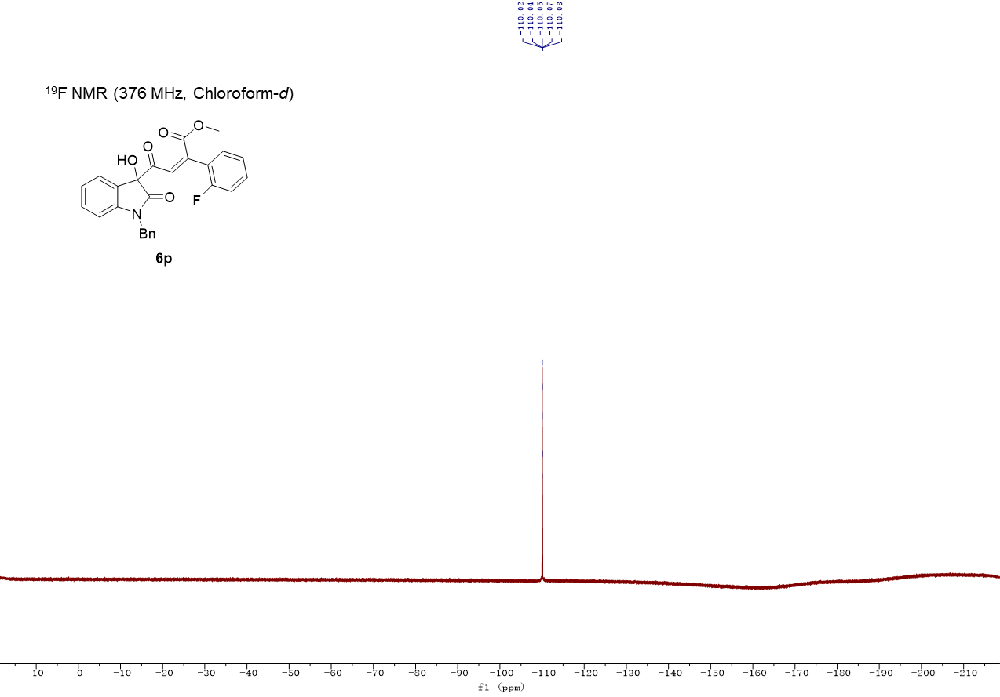 -110.02
-110.04
-110.05
-110.07
-110.08
¹⁹F NMR (376 MHz, Chloroform-d)
O
O
O
HO
O
F
N
Bn
6p
10 0 -10 -20 -30 -40 -50 -60 -70 -80 -90 -100 -110 -120 -130 -140 -150 -160 -170 -180 -190 -200 -210
f1 (ppm)